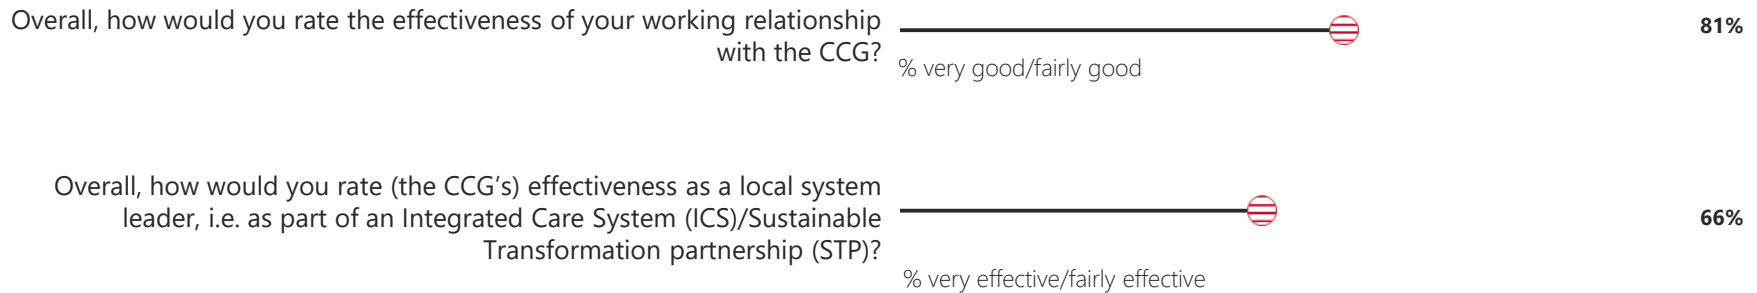 Overall, how would you rate the effectiveness of your working relationship
with the CCG?
81%
% very good/fairly good
Overall, how would you rate (the CCG’s) effectiveness as a local system
leader, i.e. as part of an Integrated Care System (ICS)/Sustainable
Transformation partnership (STP)?
66%
% very effective/fairly effective